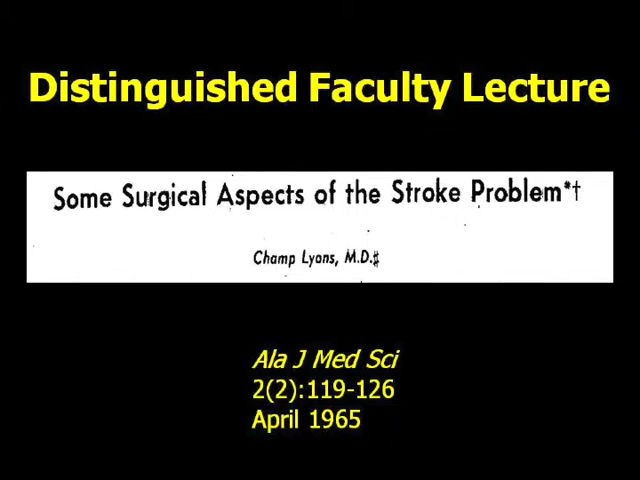 Distinguished Faculty Lecture
Some Surgical Aspects of the Stroke Problem*†
Champ Lyons, M.D.‡
Ala J Med Sci
2(2):119-126
April 1965